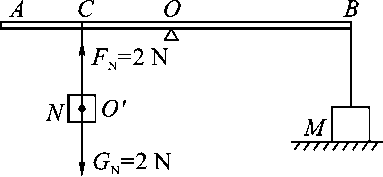 A C O B
F_N=2 N
N O′
M
G_N=2 N